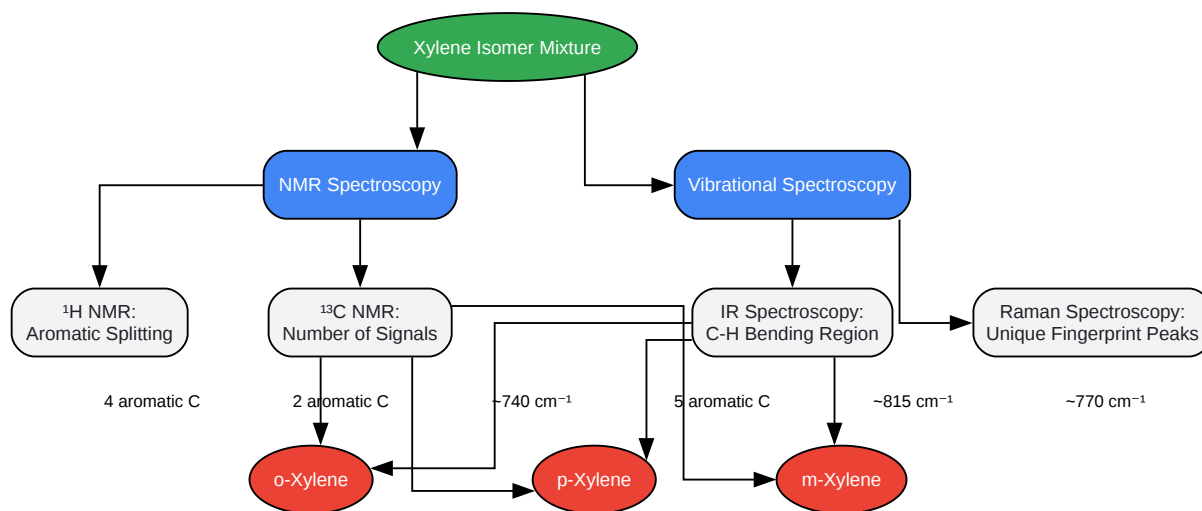 Xylene Isomer Mixture
NMR Spectroscopy
Vibrational Spectroscopy
¹H NMR:
Aromatic Splitting
¹³C NMR:
Number of Signals
IR Spectroscopy:
C-H Bending Region
Raman Spectroscopy:
Unique Fingerprint Peaks
4 aromatic C
2 aromatic C
~740 cm⁻¹
5 aromatic C
~815 cm⁻¹
~770 cm⁻¹
o-Xylene
p-Xylene
m-Xylene